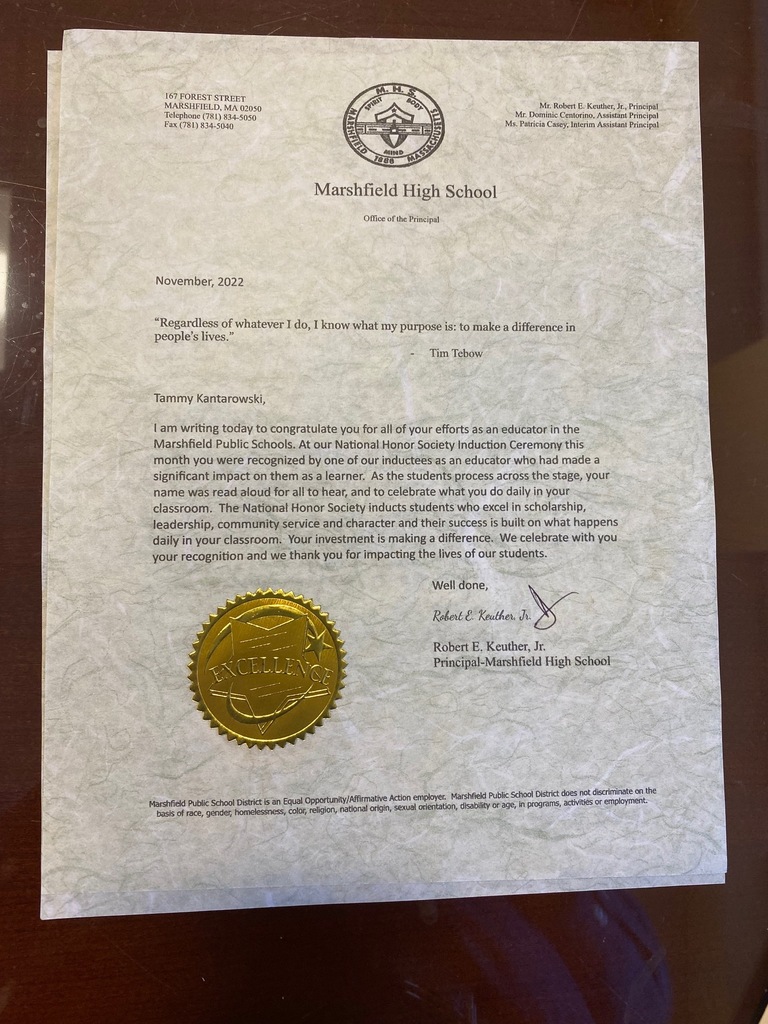 167 FOREST STREET
MARSHFIELD, MA 02050
Telephone (781) 834-5050
Fax (781) 834-5040
M.H.S.
SPIRIT
BODY
MIND
MARSHFIELD
1888
MASSACHUSETTS
Mr. Robert E. Keuther, Jr., Principal
Mr. Dominic Centorino, Assistant Principal
Ms. Patricia Casey, Interim Assistant Principal
Marshfield High School
Office of the Principal
November, 2022
“Regardless of whatever I do, I know what my purpose is: to make a difference in
people’s lives.”
- Tim Tebow
Tammy Kantarowski,
I am writing today to congratulate you for all of your efforts as an educator in the
Marshfield Public Schools. At our National Honor Society Induction Ceremony this
month you were recognized by one of our inductees as an educator who had made a
significant impact on them as a learner. As the students process across the stage, your
name was read aloud for all to hear, and to celebrate what you do daily in your
classroom. The National Honor Society inducts students who excel in scholarship,
leadership, community service and character and their success is built on what happens
daily in your classroom. Your investment is making a difference. We celebrate with you
your recognition and we thank you for impacting the lives of our students.
Well done,
Robert E. Keuther, Jr.
Robert E. Keuther, Jr.
Principal-Marshfield High School
EXCELLENCE
Marshfield Public School District is an Equal Opportunity/Affirmative Action employer. Marshfield Public School District does not discriminate on the
basis of race, gender, homelessness, color, religion, national origin, sexual orientation, disability or age, in programs, activities or employment.